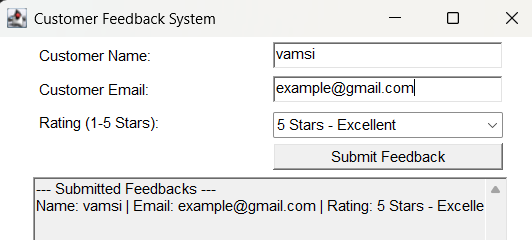 Customer Feedback System
Customer Name:
vamsi
Customer Email:
example@gmail.com
Rating (1-5 Stars):
5 Stars - Excellent
Submit Feedback
--- Submitted Feedbacks ---
Name: vamsi | Email: example@gmail.com | Rating: 5 Stars - Excelle